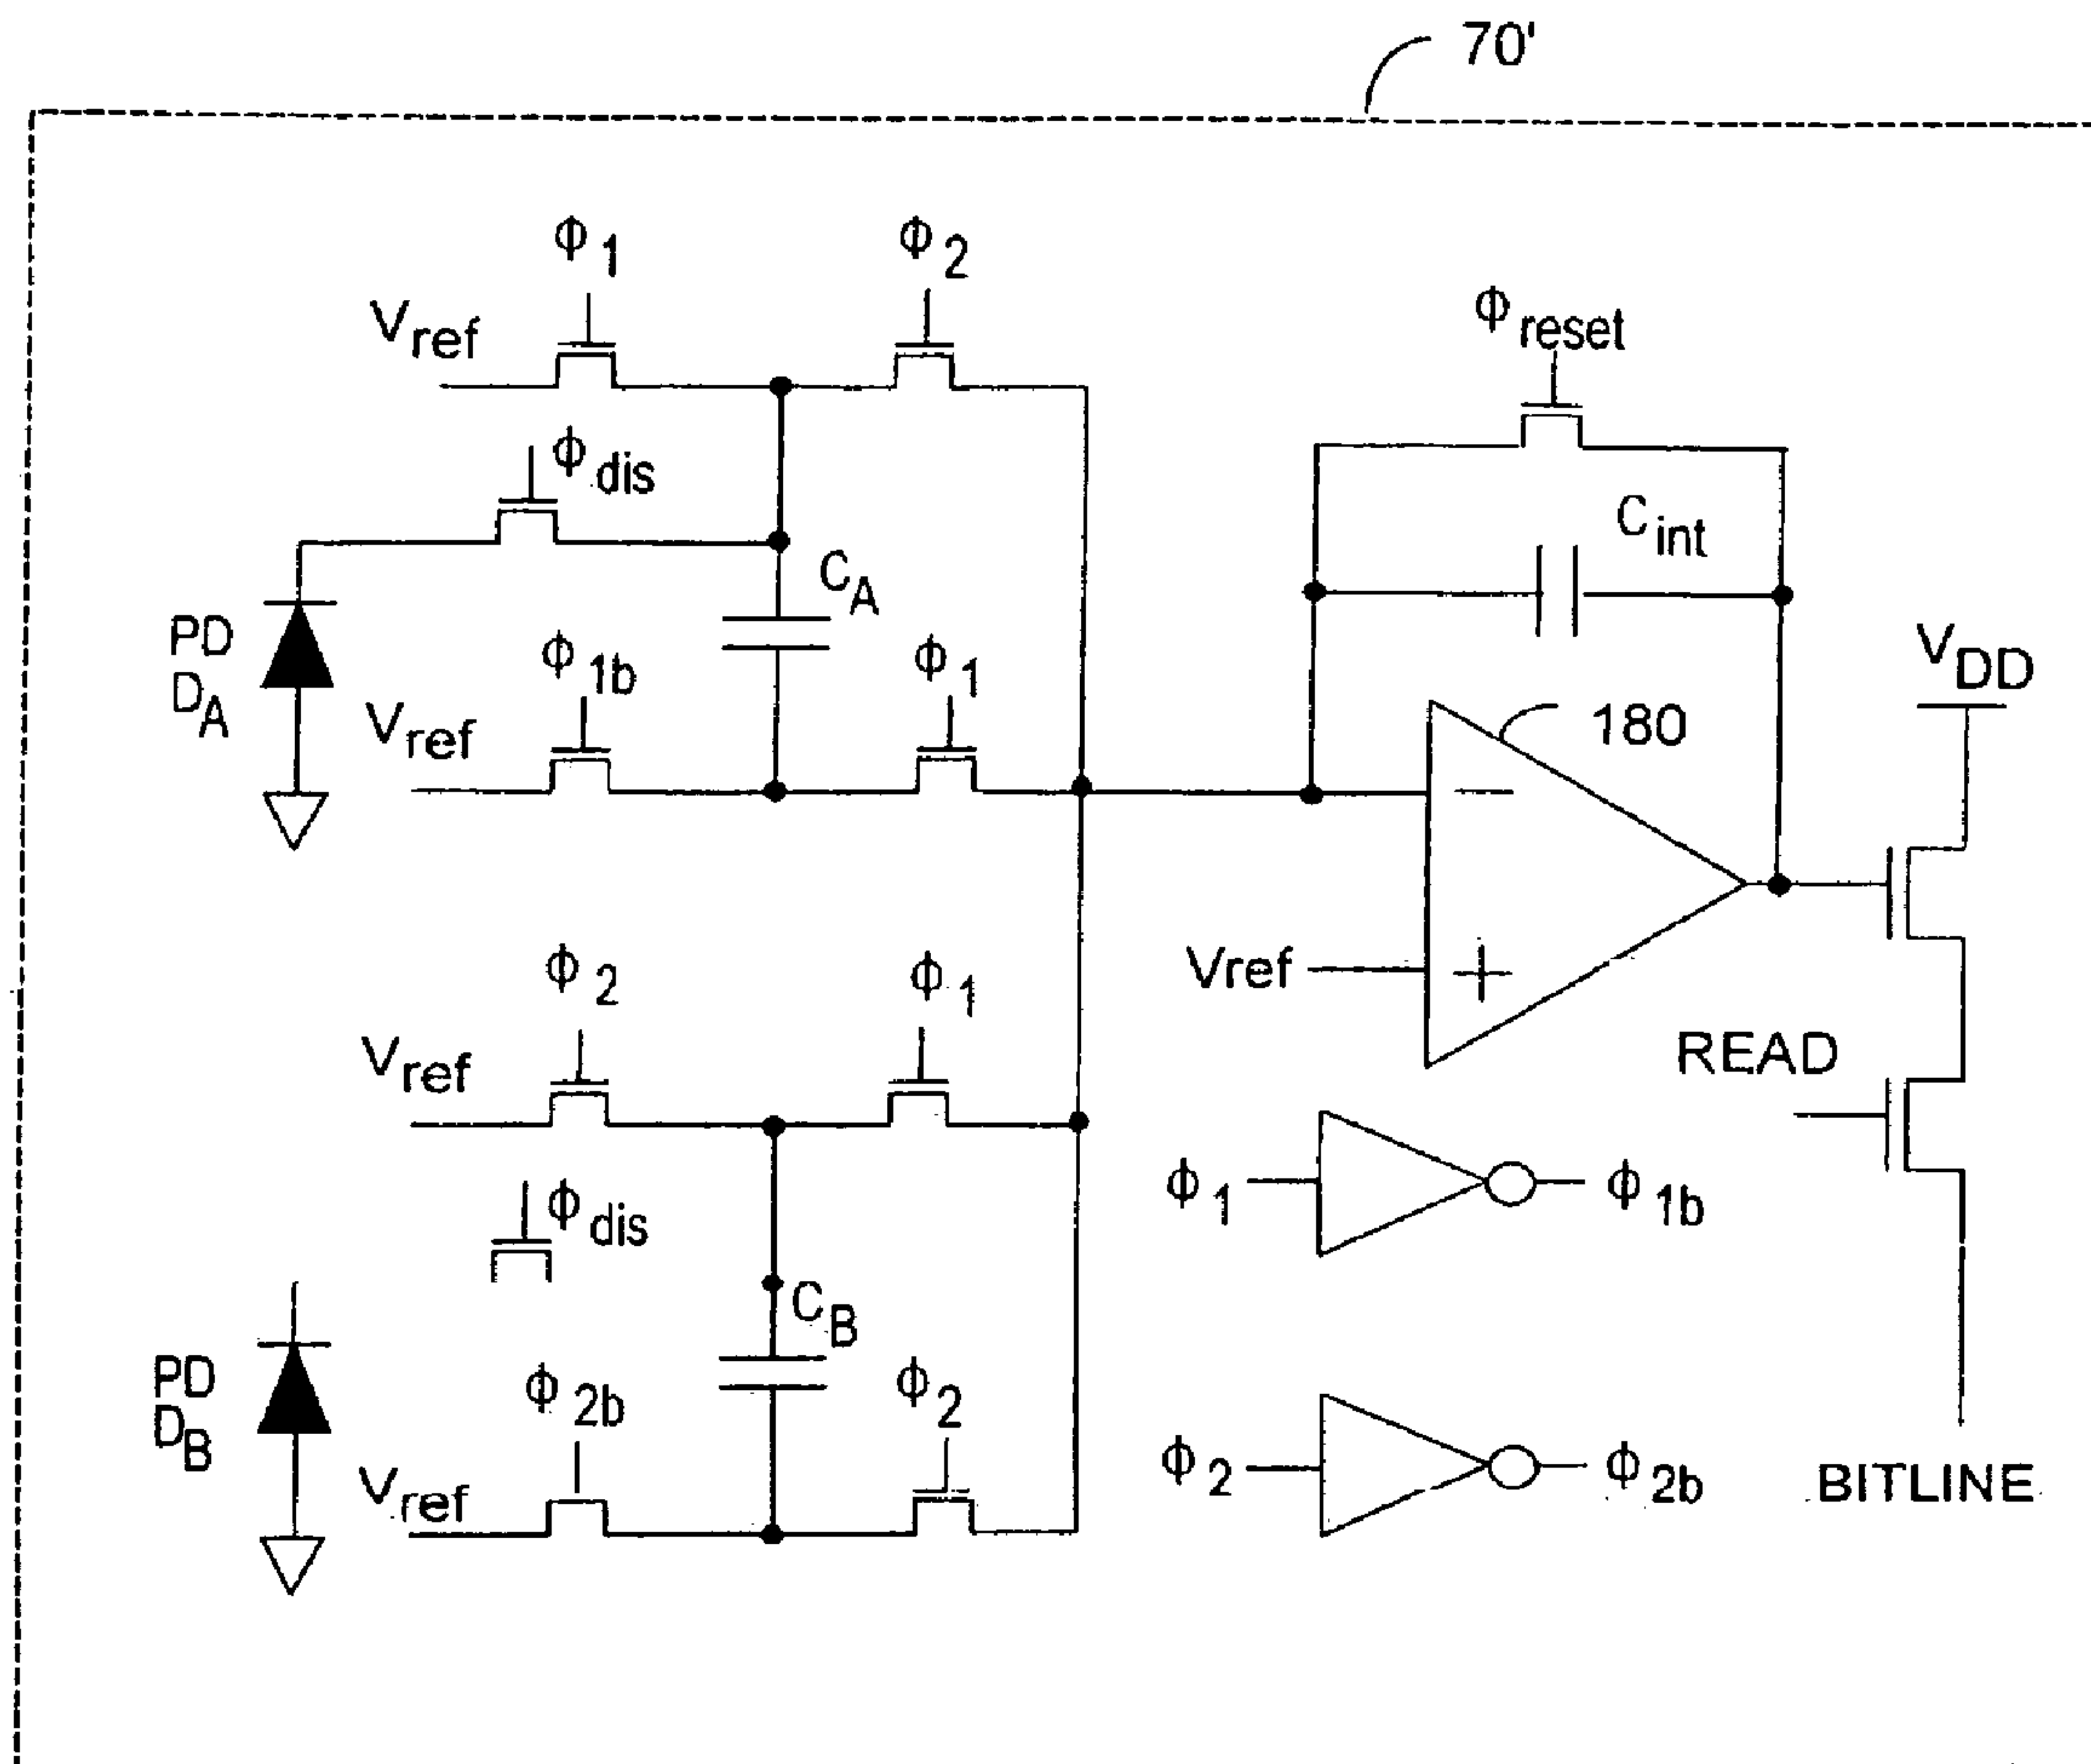 70'
ϕ1
ϕ2
Vref
ϕreset
ϕdis
Cint
CA
PD
DA
ϕ1b
ϕ1
VDD
Vref
180
−
ϕ2
ϕ1
Vref
+
Vref
READ
ϕ1
ϕ1b
ϕdis
CB
PD
DB
ϕ2b
ϕ2
ϕ2
ϕ2b
Vref
BITLINE